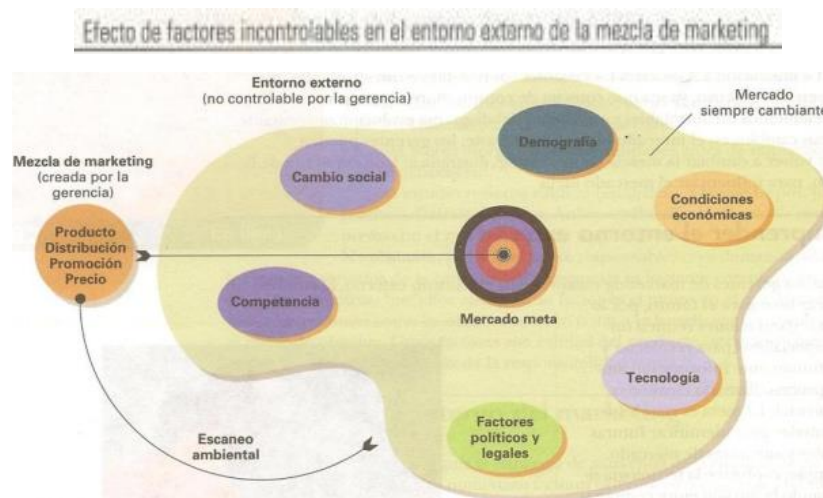 Efecto de factores incontrolables en el entorno externo de la mezcla de marketing
Entorno externo
(no controlable por la gerencia)
Mercado
siempre cambiante
Demografía
Mezcla de marketing
(creada por la
gerencia)
Cambio social
Condiciones
económicas
Producto
Distribución
Promoción
Precio
Competencia
Mercado meta
Tecnología
Factores
políticos y
legales
Escaneo
ambiental